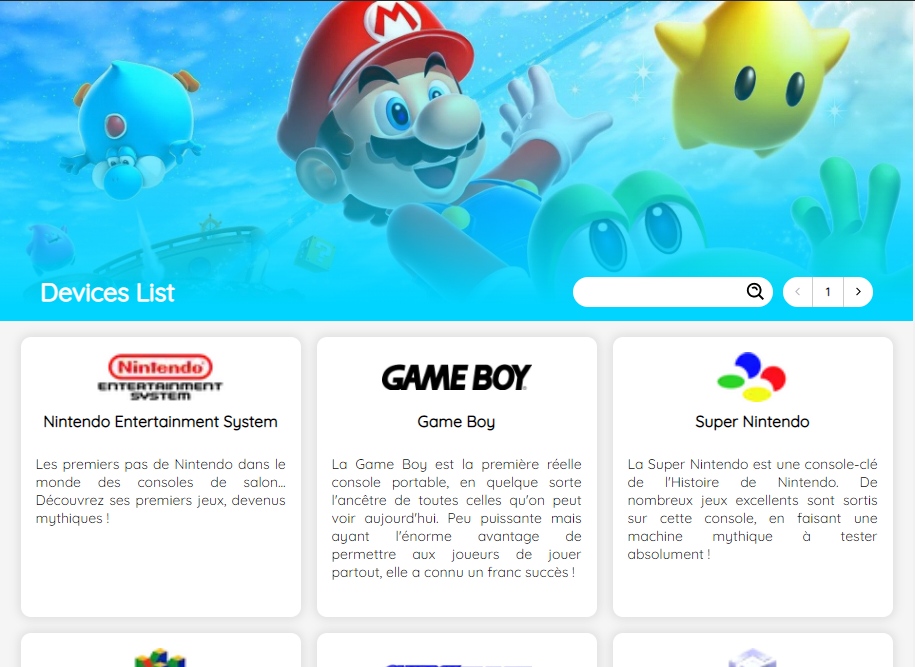 M
Devices List
1
Nintendo
ENTERTAINMENT
SYSTEM
Nintendo Entertainment System
Les premiers pas de Nintendo dans le
monde des consoles de salon...
Découvrez ses premiers jeux, devenus
mythiques !
GAME BOY
Game Boy
La Game Boy est la première réelle
console portable, en quelque sorte
l'ancêtre de toutes celles qu'on peut
voir aujourd'hui. Peu puissante mais
ayant l'énorme avantage de
permettre aux joueurs de jouer
partout, elle a connu un franc succès !
Super Nintendo
La Super Nintendo est une console-clé
de l'Histoire de Nintendo. De
nombreux jeux excellents sont sortis
sur cette console, en faisant une
machine mythique à tester
absolument !